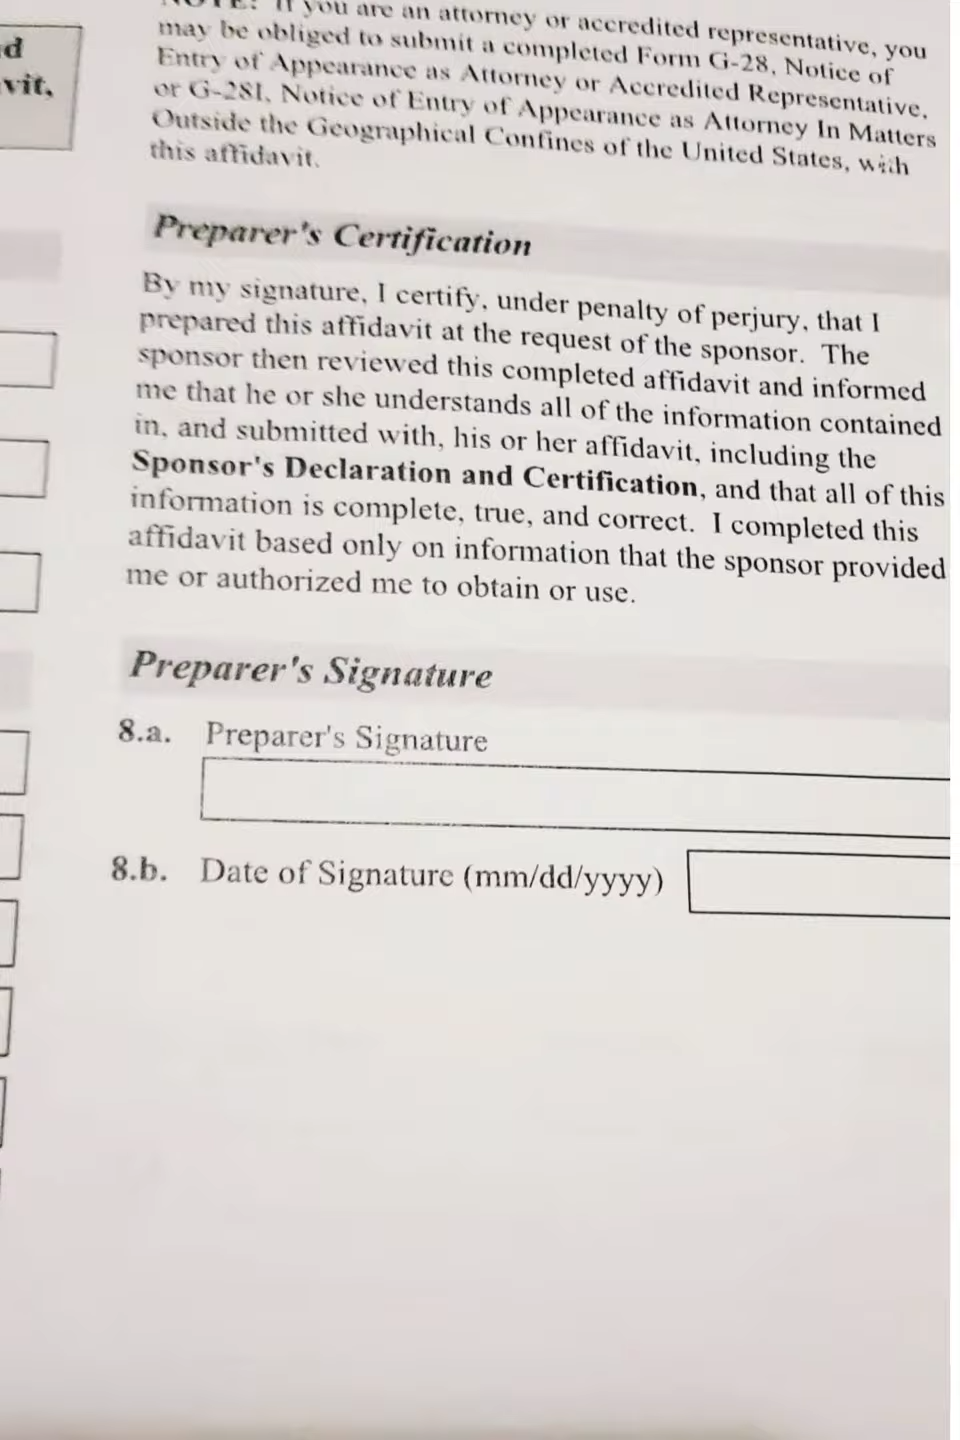 d
vit,
NOTE: If you are an attorney or accredited representative, you
may be obliged to submit a completed Form G-28, Notice of
Entry of Appearance as Attorney or Accredited Representative,
or G-28I, Notice of Entry of Appearance as Attorney In Matters
Outside the Geographical Confines of the United States, with
this affidavit.
Preparer's Certification
By my signature, I certify, under penalty of perjury, that I
prepared this affidavit at the request of the sponsor. The
sponsor then reviewed this completed affidavit and informed
me that he or she understands all of the information contained
in, and submitted with, his or her affidavit, including the
Sponsor's Declaration and Certification, and that all of this
information is complete, true, and correct. I completed this
affidavit based only on information that the sponsor provided
me or authorized me to obtain or use.
Preparer's Signature
8.a. Preparer's Signature
8.b. Date of Signature (mm/dd/yyyy)